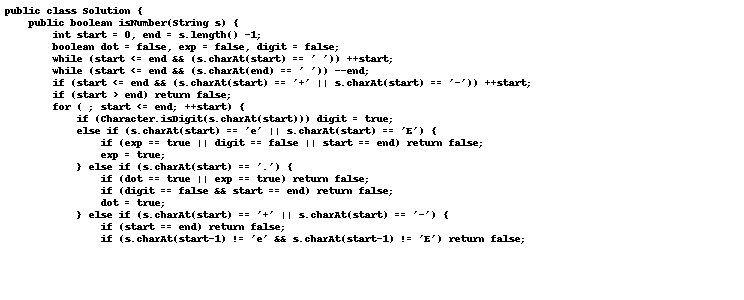 public class Solution {
    public boolean isNumber(String s) {
        int start = 0, end = s.length() -1;
        boolean dot = false, exp = false, digit = false;
        while (start <= end && (s.charAt(start) == ' ')) ++start;
        while (start <= end && (s.charAt(end) == ' ')) --end;
        if (start <= end && (s.charAt(start) == '+' || s.charAt(start) == '-')) ++start;
        if (start > end) return false;
        for ( ; start <= end; ++start) {
            if (Character.isDigit(s.charAt(start))) digit = true;
            else if (s.charAt(start) == 'e' || s.charAt(start) == 'E') {
                if (exp == true || digit == false || start == end) return false;
                exp = true;
            } else if (s.charAt(start) == '.') {
                if (dot == true || exp == true) return false;
                if (digit == false && start == end) return false;
                dot = true;
            } else if (s.charAt(start) == '+' || s.charAt(start) == '-') {
                if (start == end) return false;
                if (s.charAt(start-1) != 'e' && s.charAt(start-1) != 'E') return false;